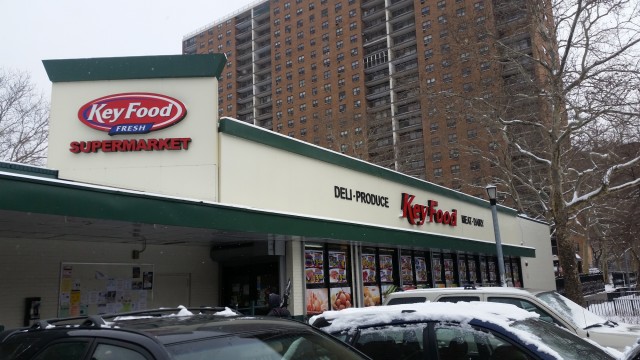 Key Food
FRESH
SUPERMARKET
DELI-PRODUCE Key Food MEAT-DAIRY